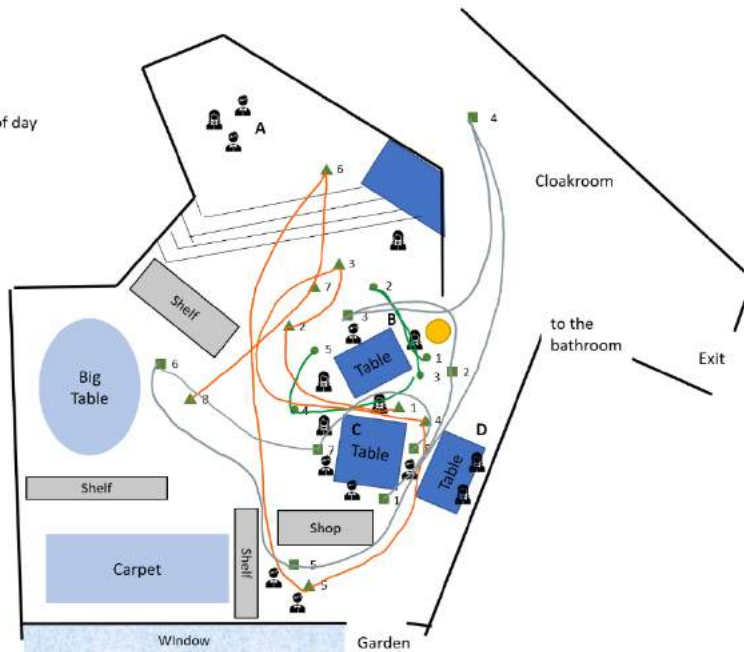 of day
A
4
6
Cloakroom
3
Shelf
7
2
3
B
2
to the
bathroom
5
Table
1
Exit
6
Big
Table
3
2
8
4
1
4
C
D
7
Table
Table
Shelf
1
Shop
Shelf
Carpet
5
5
Window
Garden